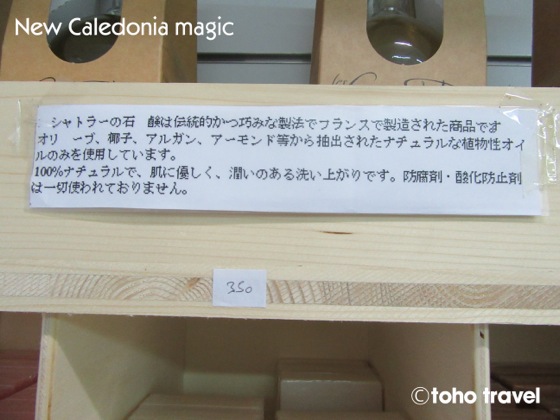 New Caledonia magic
シャトラーの石　鹸は伝統的かつ巧みな製法でフランスで製造された商品です
オリ　ーブ、椰子、アルガン、アーモンド等から抽出されたナチュラルな植物性オイ
ルのみを使用しています。
100%ナチュラルで、肌に優しく、潤いのある洗い上がりです。防腐剤・酸化防止剤
は一切使われておりません。
350
©toho travel